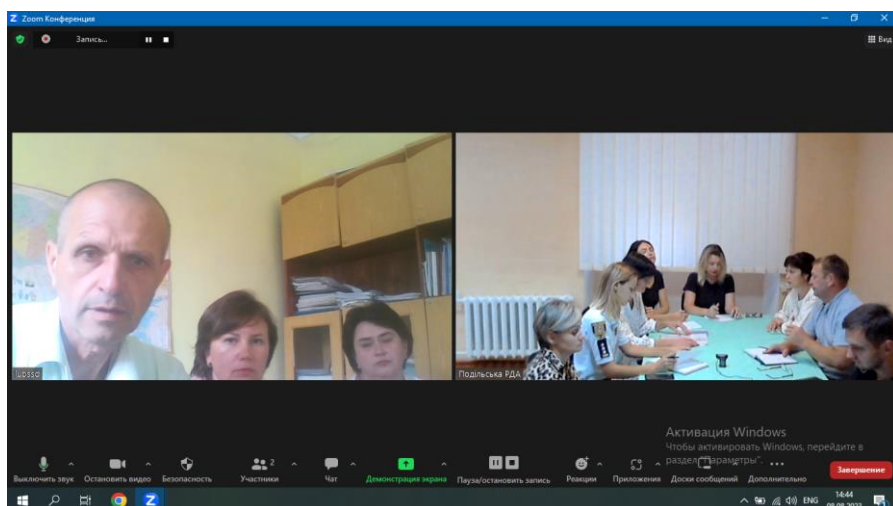 Zoom Конференция
Запись...
Вид
Подільська РДА
Активация Windows
Чтобы активировать Windows, перейдите в
раздел "Параметры".
Выключить звук
Остановить видео
Безопасность
Участники
2
Чат
Демонстрация экрана
Пауза/остановить запись
Реакции
Приложения
Доски сообщений
Дополнительно
Завершение
ENG
14:44